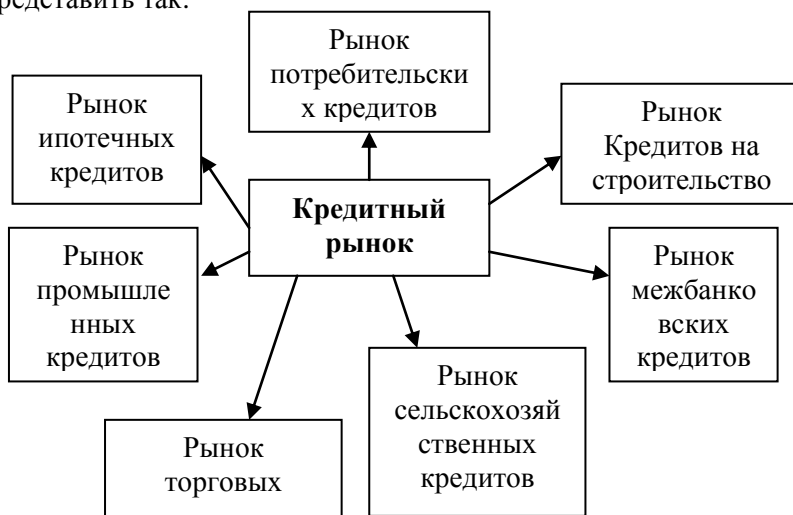 редставить так:
Рынок
потребительски
х кредитов
Рынок
ипотечных
кредитов
Рынок
Кредитов на
строительство
Кредитный
рынок
Рынок
промышле
нных
кредитов
Рынок
межбанко
вских
кредитов
Рынок
сельскохозяй
ственных
кредитов
Рынок
торговых